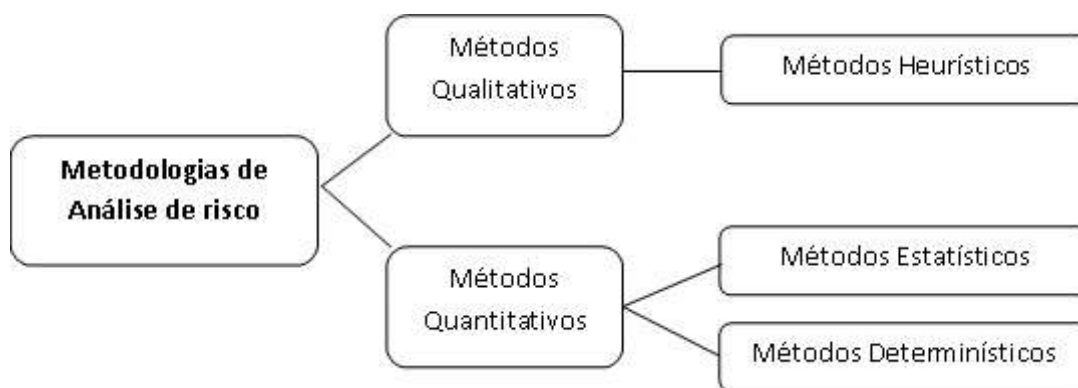 Metodologias de
Análise de risco
Métodos
Qualitativos
Métodos Heurísticos
Métodos
Quantitativos
Métodos Estatísticos
Métodos Determinísticos